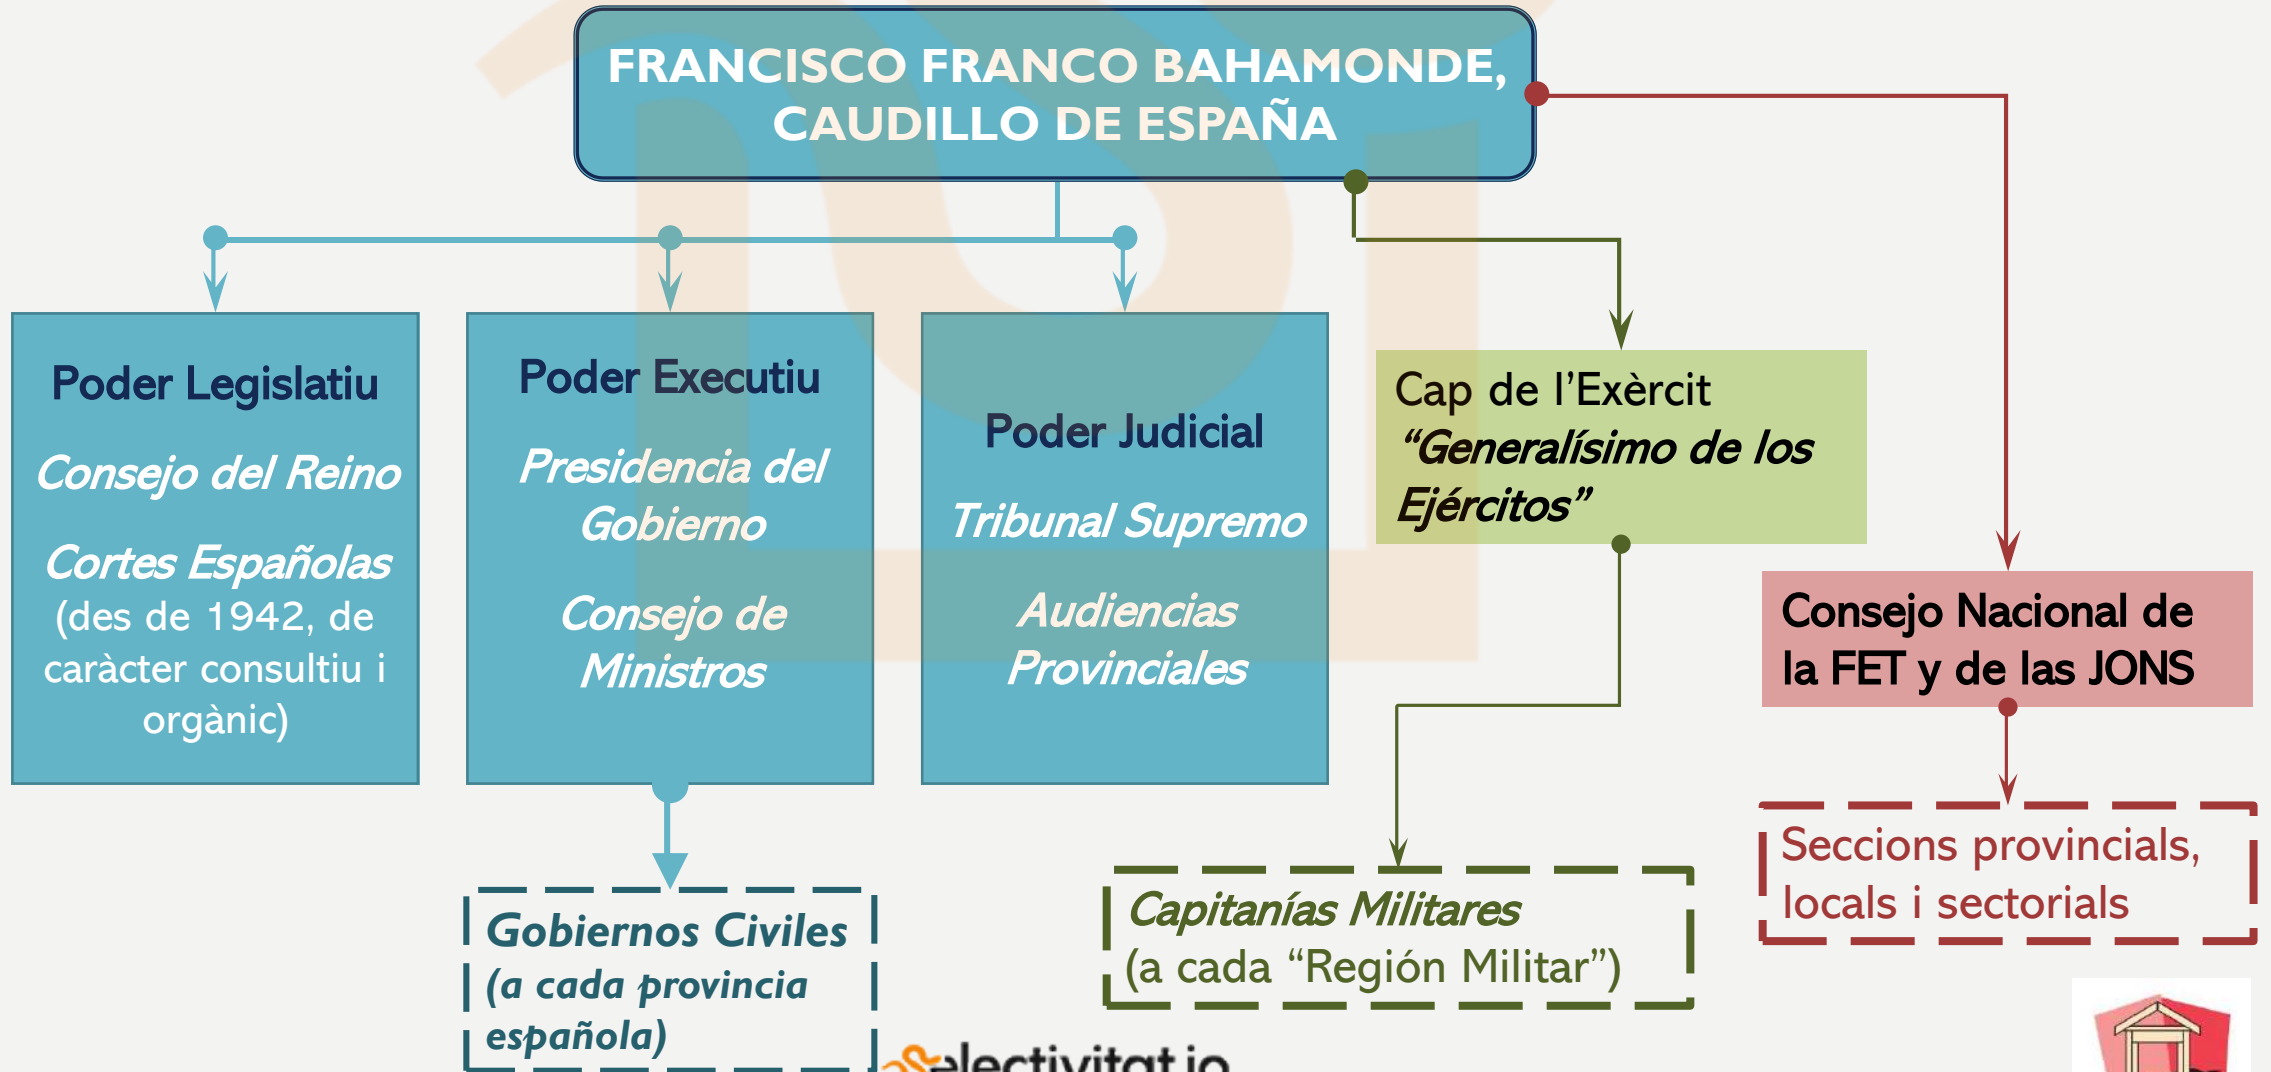 FRANCISCO FRANCO BAHAMONDE,
CAUDILLO DE ESPAÑA
Poder Legislatiu
Consejo del Reino
Cortes Españolas
(des de 1942, de
caràcter consultiu i
orgànic)
Poder Executiu
Presidencia del
Gobierno
Consejo de
Ministros
Poder Judicial
Tribunal Supremo
Audiencias
Provinciales
Cap de l’Exèrcit
“Generalísimo de los
Ejércitos”
Consejo Nacional de
la FET y de las JONS
Gobiernos Civiles
(a cada provincia
española)
Capitanías Militares
(a cada “Región Militar”)
Seccions provincials,
locals i sectorials
selectivitat.io